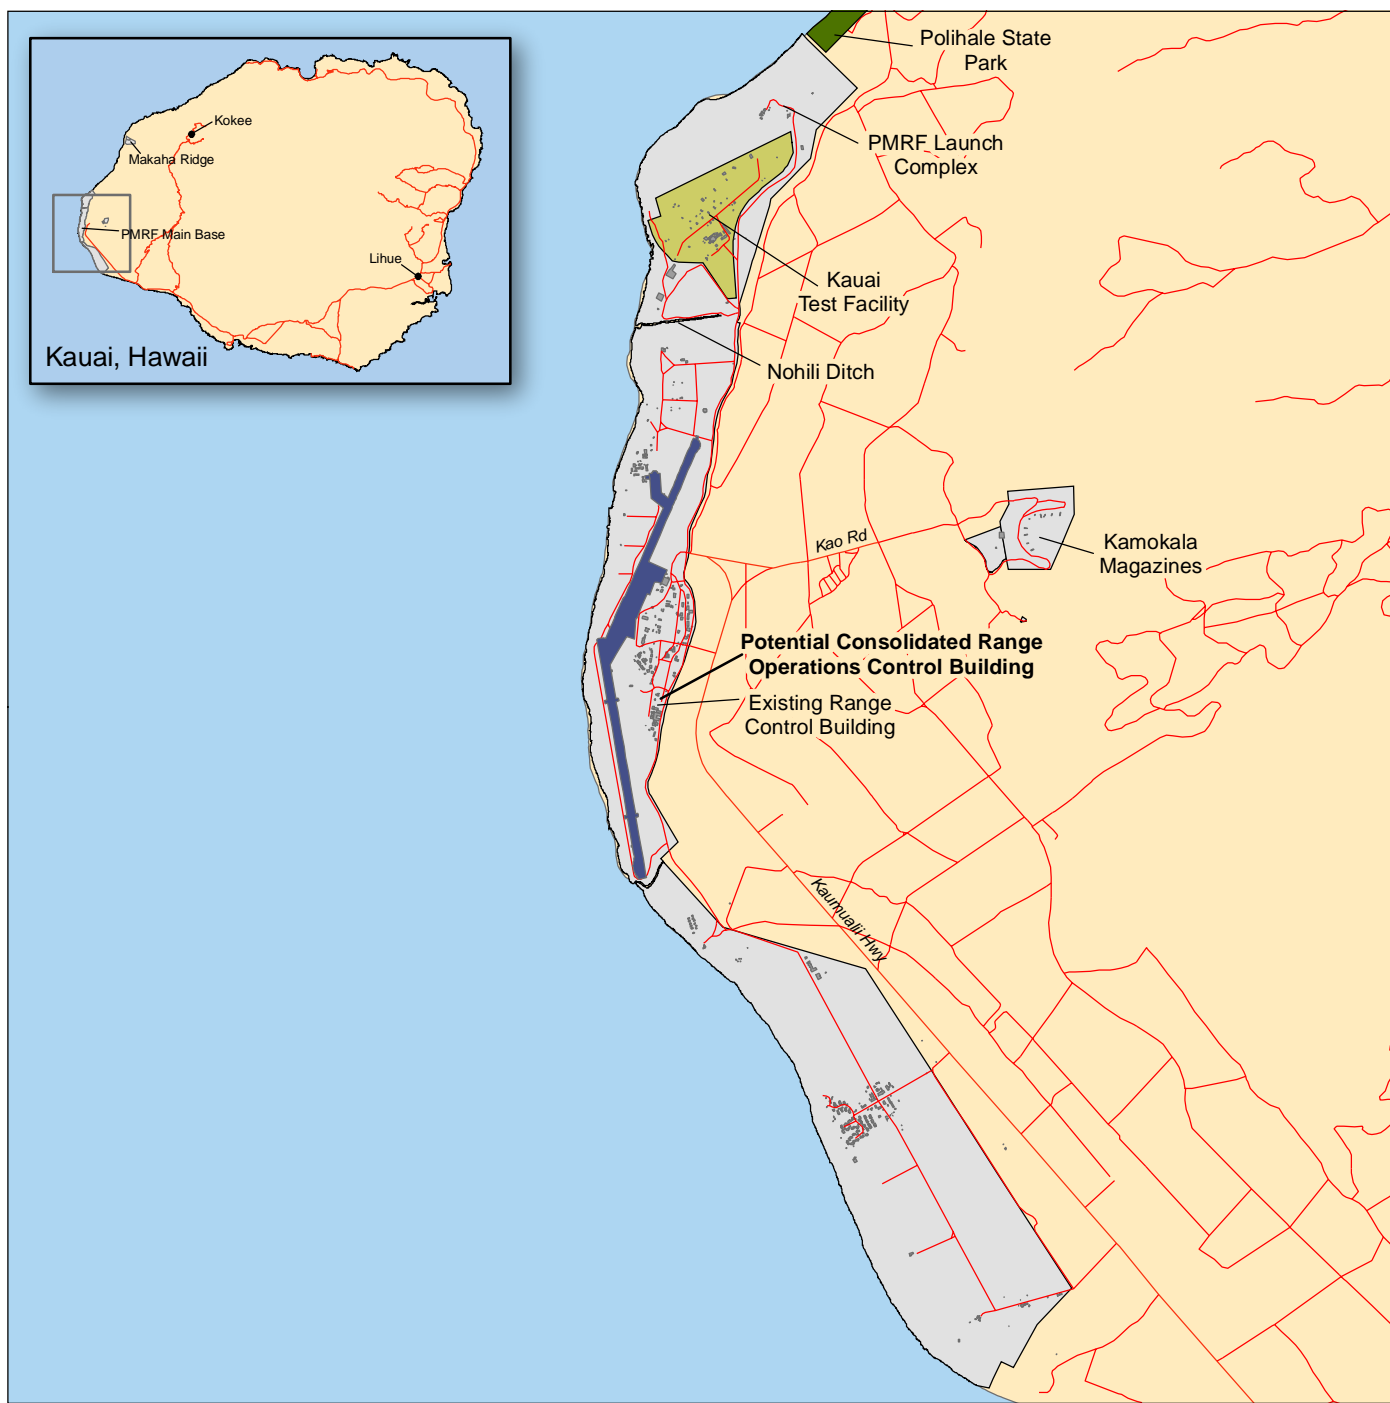 Kokee
Makaha Ridge
PMRF Main Base
Lihue
Kauai, Hawaii
Polihale State
Park
PMRF Launch
Complex
Kauai
Test Facility
Nohili Ditch
Kao Rd
Kamokala
Magazines
Potential Consolidated Range
Operations Control Building
Existing Range
Control Building
Kaumualii Hwy